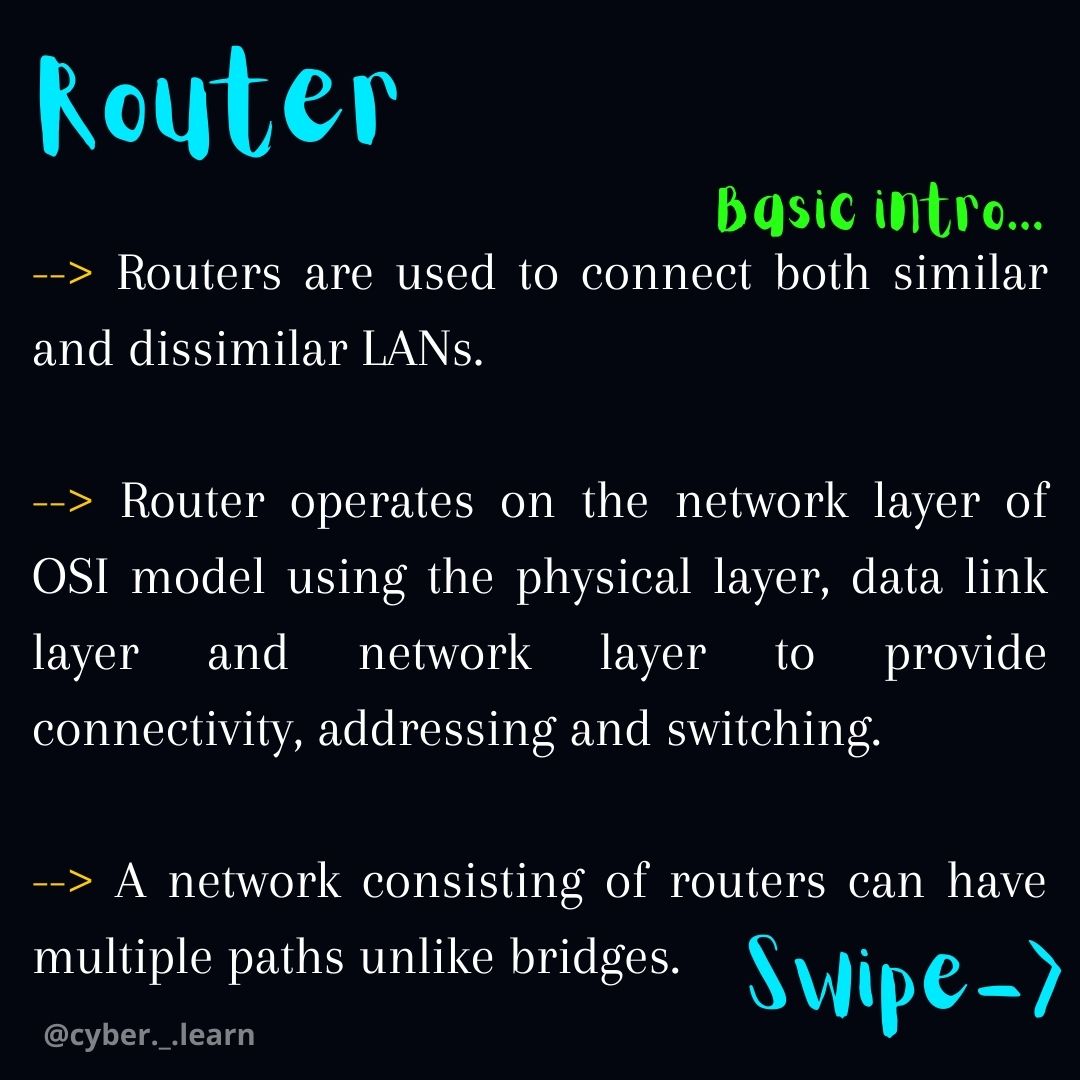 Router
Basic intro...
--> Routers are used to connect both similar
and dissimilar LANs.
--> Router operates on the network layer of
OSI model using the physical layer, data link
layer and network layer to provide
connectivity, addressing and switching.
--> A network consisting of routers can have
multiple paths unlike bridges.
Swipe->
@cyber._.learn